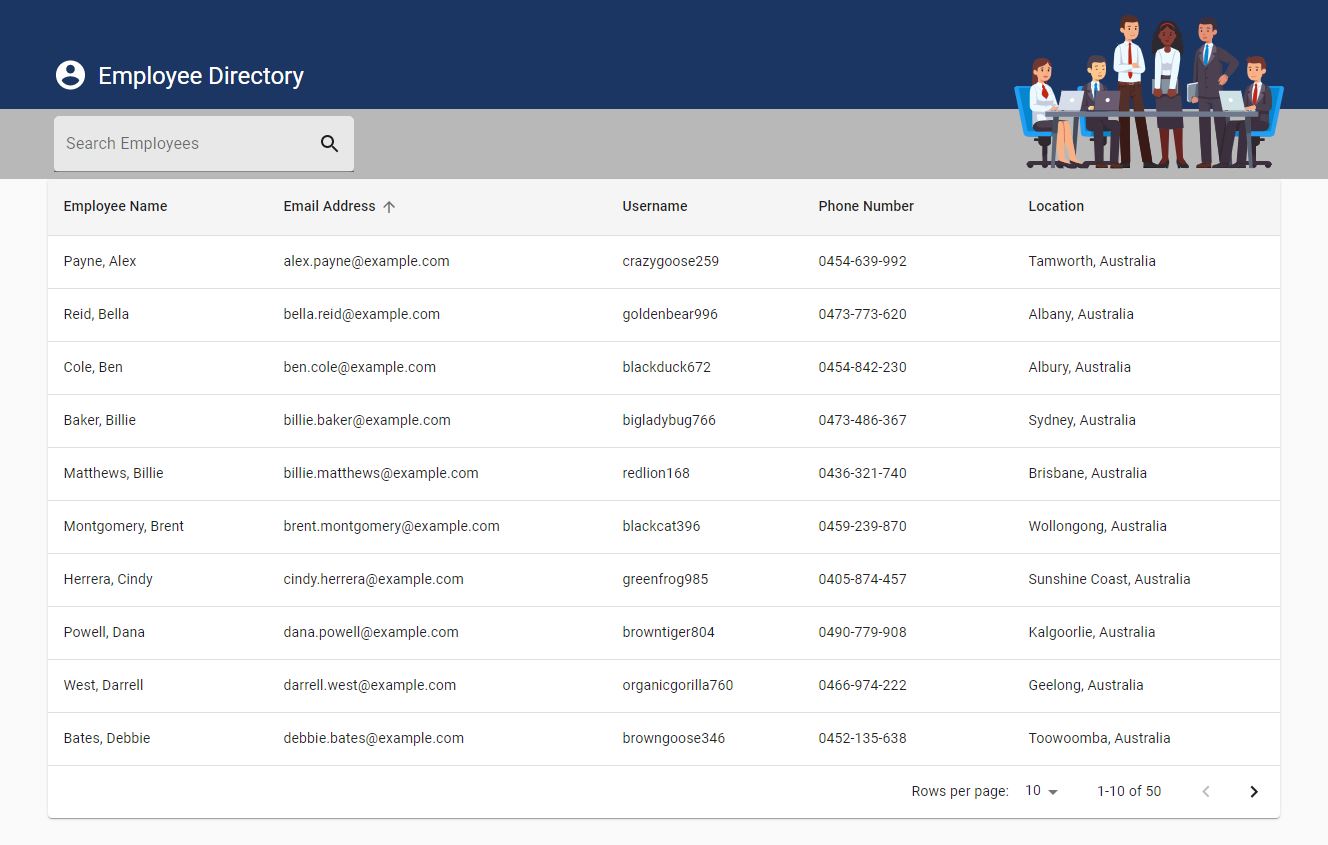 Employee Directory
Search Employees
Employee Name Email Address Username Phone Number Location
Payne, Alex alex.payne@example.com crazygoose259 0454-639-992 Tamworth, Australia
Reid, Bella bella.reid@example.com goldenbear996 0473-773-620 Albany, Australia
Cole, Ben ben.cole@example.com blackduck672 0454-842-230 Albury, Australia
Baker, Billie billie.baker@example.com bigladybug766 0473-486-367 Sydney, Australia
Matthews, Billie billie.matthews@example.com redlion168 0436-321-740 Brisbane, Australia
Montgomery, Brent brent.montgomery@example.com blackcat396 0459-239-870 Wollongong, Australia
Herrera, Cindy cindy.herrera@example.com greenfrog985 0405-874-457 Sunshine Coast, Australia
Powell, Dana dana.powell@example.com browntiger804 0490-779-908 Kalgoorlie, Australia
West, Darrell darrell.west@example.com organicgorilla760 0466-974-222 Geelong, Australia
Bates, Debbie debbie.bates@example.com browngoose346 0452-135-638 Toowoomba, Australia
Rows per page: 10 1-10 of 50